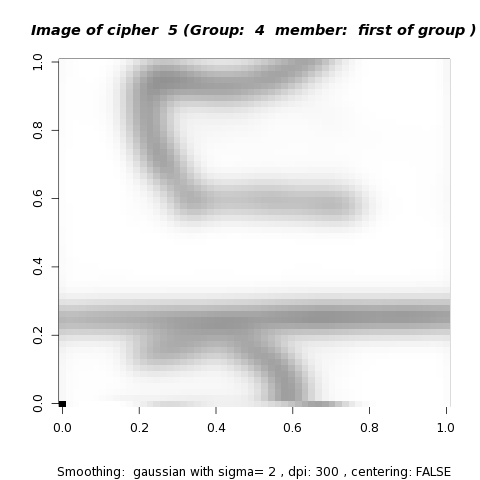 Image of cipher 5 (Group: 4 member: first of group )
1.0
0.8
0.6
0.4
0.2
0.0
0.0 0.2 0.4 0.6 0.8 1.0
Smoothing: gaussian with sigma= 2 , dpi: 300 , centering: FALSE